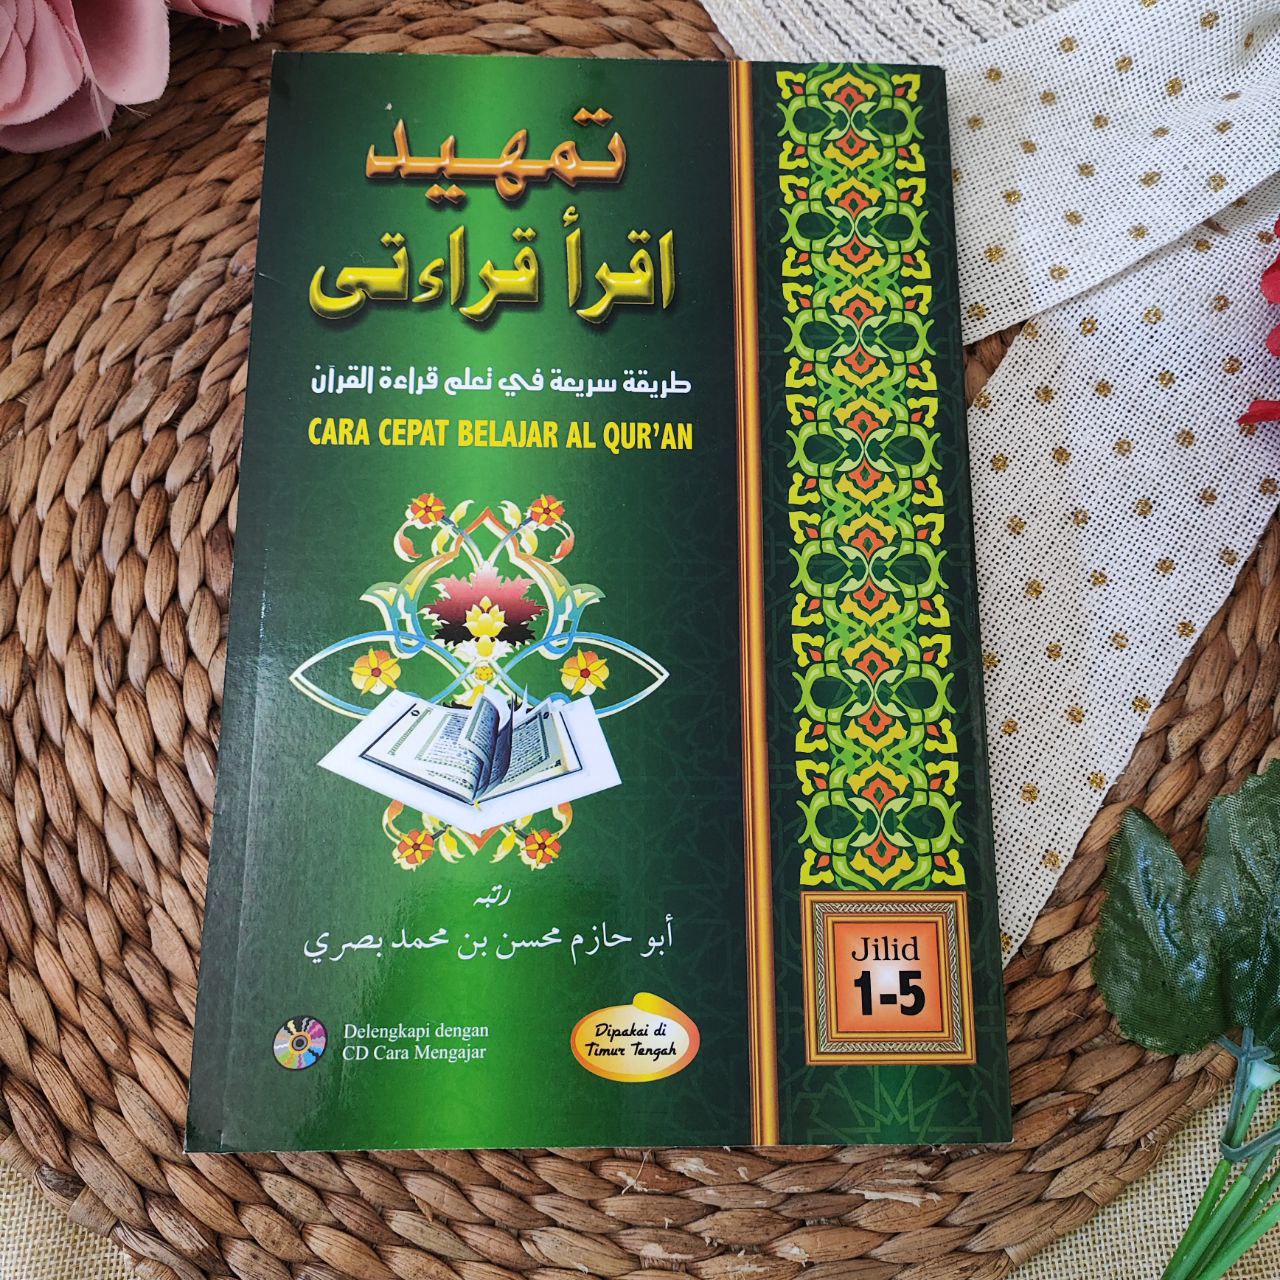 تمهيد
اقرأ قراءتى
طريقة سريعة في تعلم قراءة القرآن
CARA CEPAT BELAJAR AL QUR'AN
رتبه
أبو حازم محسن بن محمد بصري
Delengkapi dengan
CD Cara Mengajar
Dipakai di
Timur Tengah
Jilid
1-5